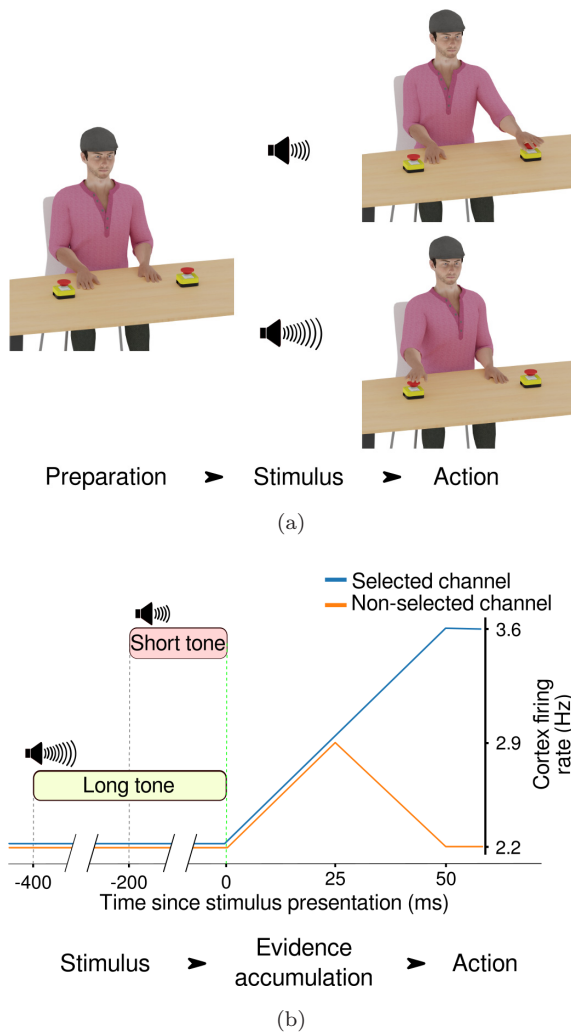 Preparation ➤ Stimulus ➤ Action
(a)
Selected channel
Non-selected channel
Short tone
Long tone
3.6
2.9
2.2
Cortex firing
rate (Hz)
-400 -200 0 25 50
Time since stimulus presentation (ms)
Stimulus ➤ Evidence accumulation ➤ Action
(b)